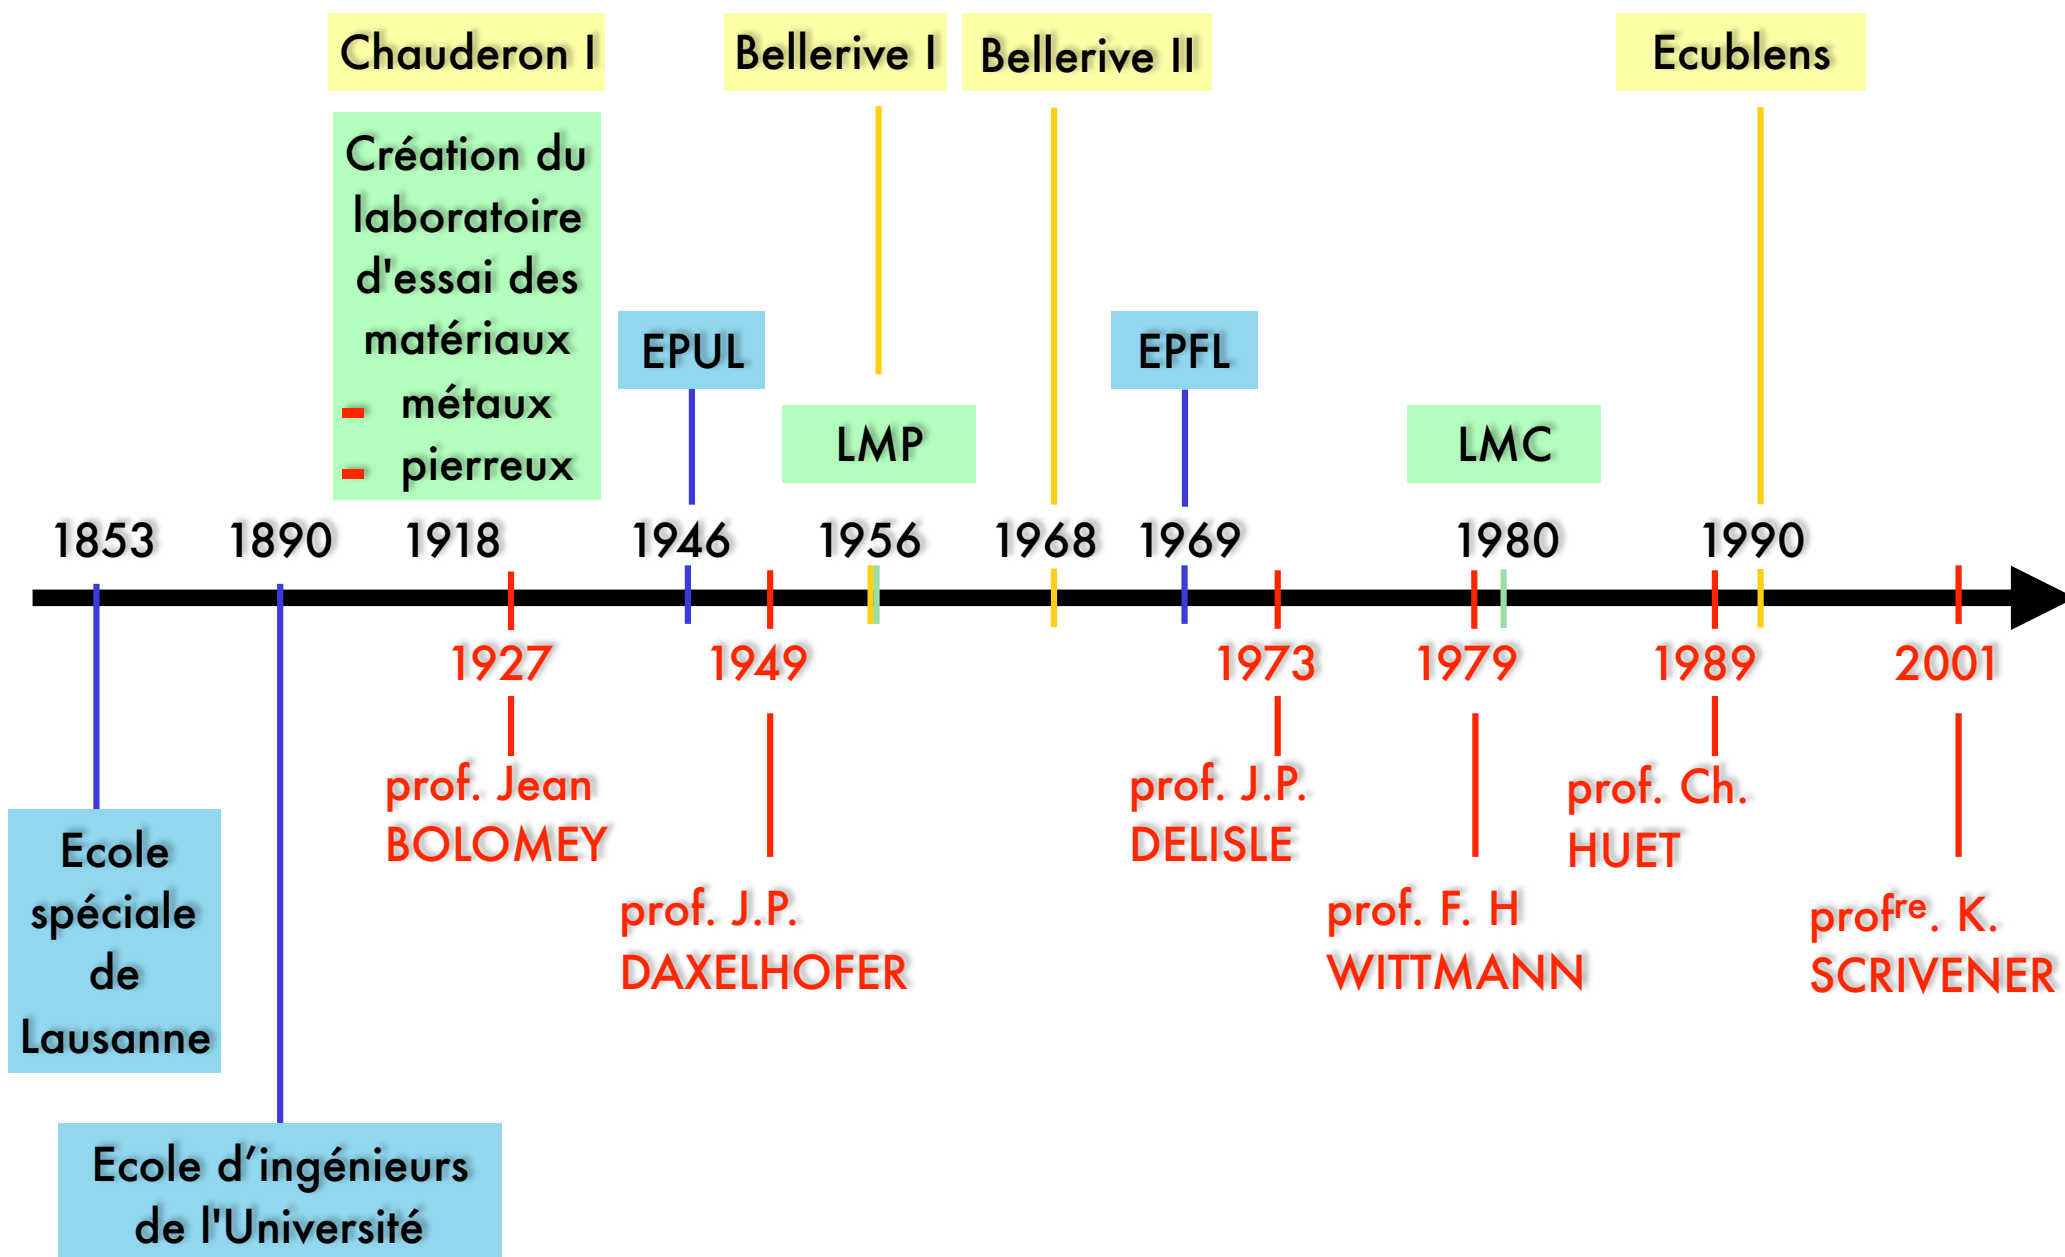 Chauderon I
Bellerive I
Bellerive II
Ecublens
Création du
laboratoire
d'essai des
matériaux
- métaux
- pierreux
EPUL
EPFL
LMP
LMC
1853 1890 1918 1946 1956 1968 1969 1980 1990
1927 1949 1973 1979 1989 2001
prof. Jean
BOLOMEY
prof. J.P.
DAXELHOFER
prof. J.P.
DELISLE
prof. F. H
WITTMANN
prof. Ch.
HUET
profre. K.
SCRIVENER
Ecole
spéciale
de
Lausanne
Ecole d’ingénieurs
de l'Université